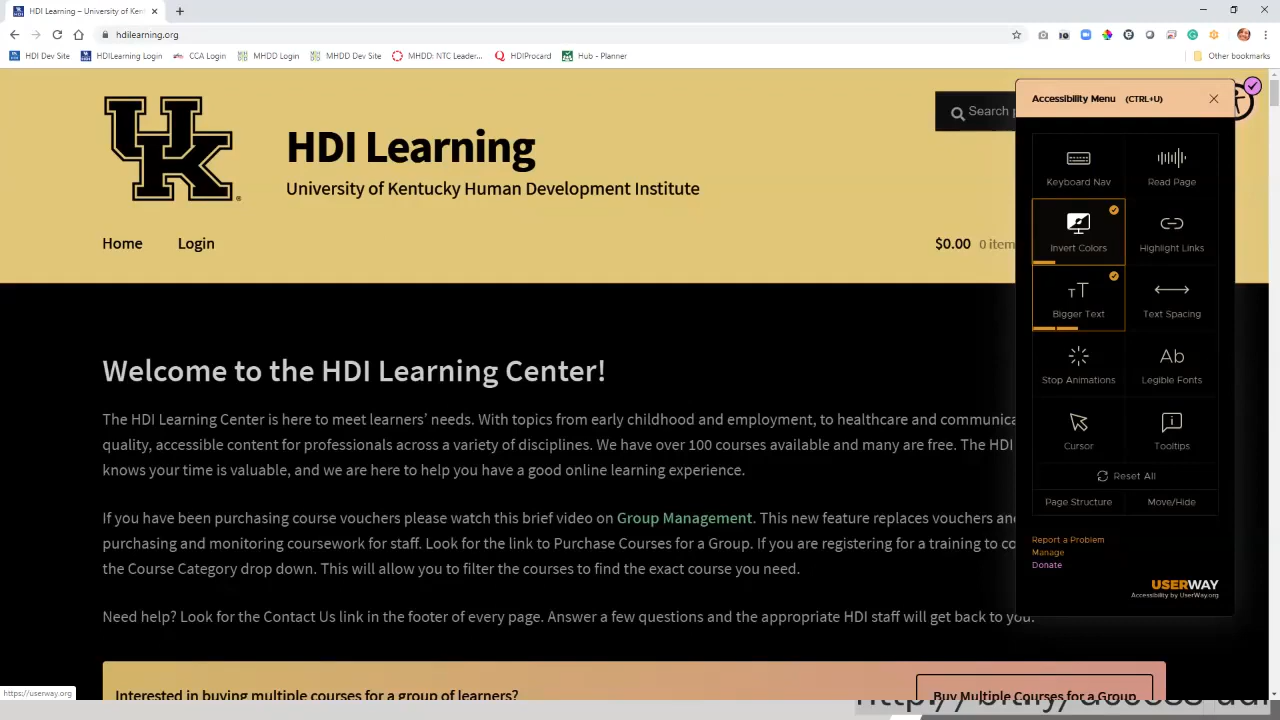 HDI Learning – University of Ken
hdilearning.org
Other bookmarks
HDI Dev Site
HDILearning Login
CCA Login
MHDD Login
MHDD Dev Site
MHDD: NTC Leader...
HDIProcard
Hub - Planner
UK
HDI Learning
University of Kentucky Human Development Institute
Search
Home
Login
$0.00 0 item
Welcome to the HDI Learning Center!
The HDI Learning Center is here to meet learners’ needs. With topics from early childhood and employment, to healthcare and communica
quality, accessible content for professionals across a variety of disciplines. We have over 100 courses available and many are free. The HDI
knows your time is valuable, and we are here to help you have a good online learning experience.
If you have been purchasing course vouchers please watch this brief video on Group Management. This new feature replaces vouchers an
purchasing and monitoring coursework for staff. Look for the link to Purchase Courses for a Group. If you are registering for a training to co
the Course Category drop down. This will allow you to filter the courses to find the exact course you need.
Need help? Look for the Contact Us link in the footer of every page. Answer a few questions and the appropriate HDI staff will get back to you.
Interested in buying multiple courses for a group of learners?
Buy Multiple Courses for a Group
https://userway.org
Accessibility Menu (CTRL+U)
Keyboard Nav
Read Page
Invert Colors
Highlight Links
Bigger Text
Text Spacing
Stop Animations
Ab
Legible Fonts
Cursor
Tooltips
Reset All
Page Structure
Move/Hide
Report a Problem
Manage
Donate
USERWAY
Accessibility by UserWay.org